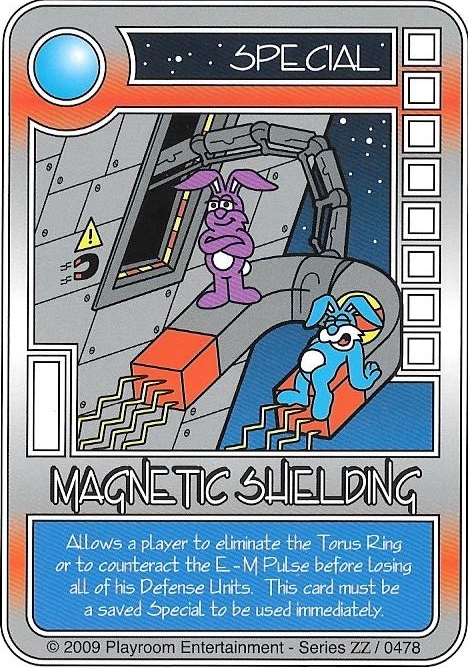 SPECIAL
MAGNETIC SHIELDING
Allows a player to eliminate the Torus Ring
or to counteract the E-M Pulse before losing
all of his Defense Units. This card must be
a saved Special to be used immediately.
© 2009 Playroom Entertainment - Series ZZ / 0478